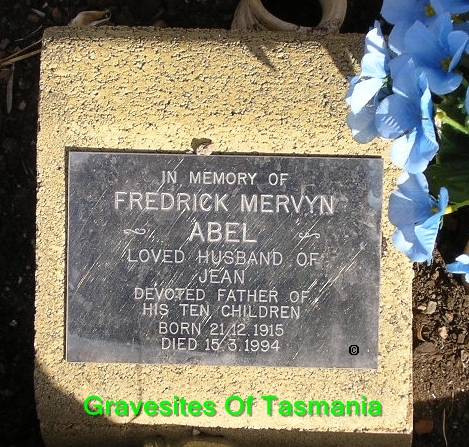 IN MEMORY OF
FREDRICK MERVYN
ABEL
LOVED HUSBAND OF
JEAN
DEVOTED FATHER OF
HIS TEN CHILDREN
BORN 21.12.1915
DIED 15.3.1994
©
Gravesites Of Tasmania